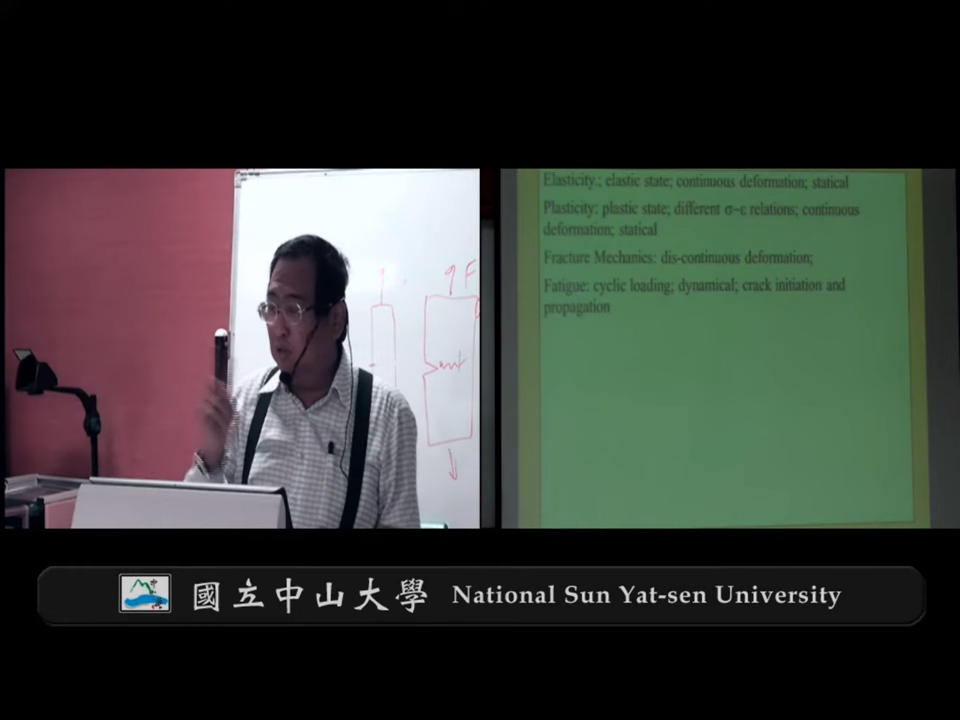 F
Elasticity.; elastic state; continuous deformation; statical
Plasticity: plastic state; different σ-ε relations; continuous
deformation; statical
Fracture Mechanics: dis-continuous deformation;
Fatigue: cyclic loading; dynamical; crack initiation and
propagation
國立中山大學 National Sun Yat-sen University